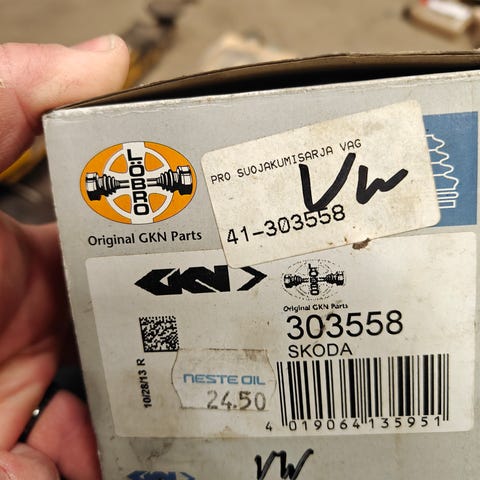 LÖBRO
Original GKN Parts
PRO SUOJAKUMISARJA VAG
VW
41-303558
GKN
LÖBRO
Original GKN Parts
303558
SKODA
10/28/13 R
NESTE OIL
24.50
4 019064 135951
VW